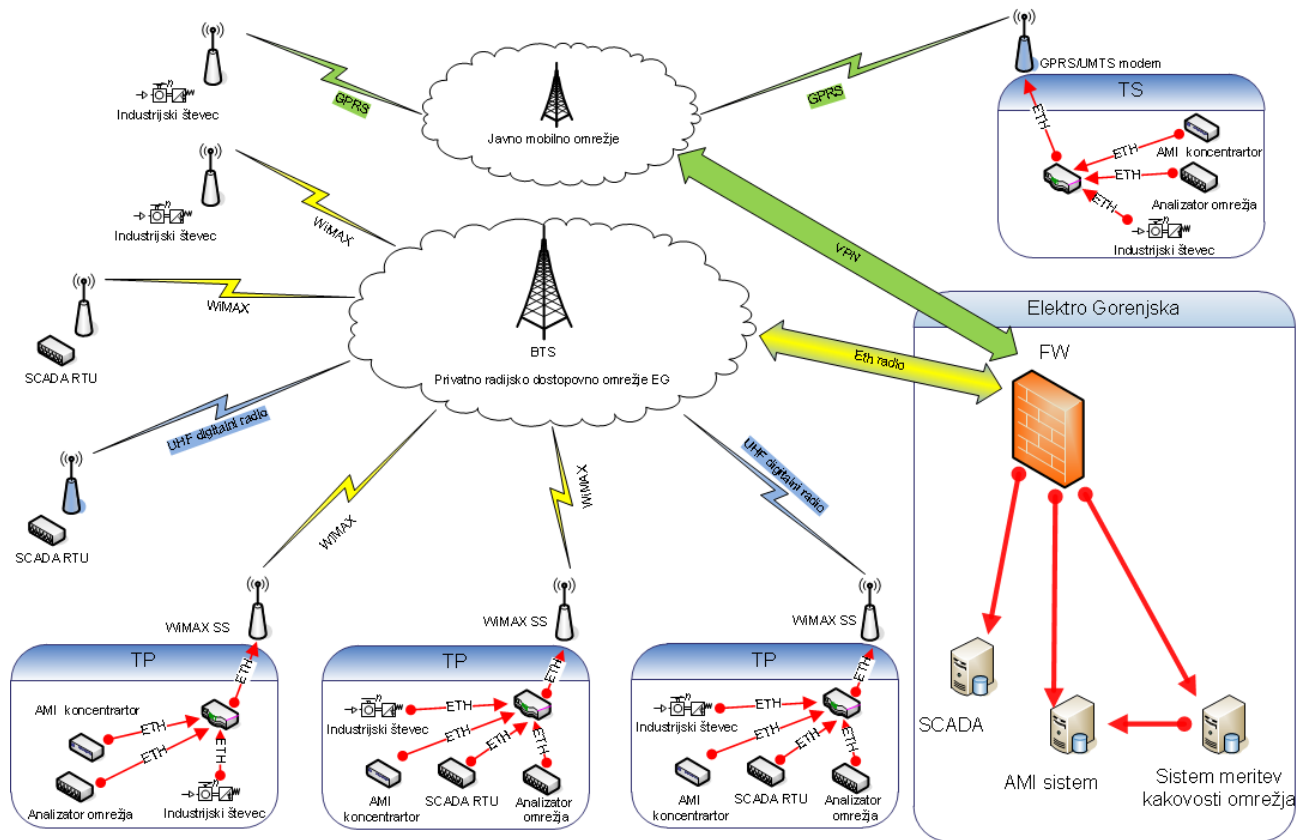 GPRS/UMTS modem
Industrijski števec
GPRS
GPRS
Javno mobilno omrežje
TS
ETH
AMI koncentrartor
ETH
ETH
Analizator omrežja
ETH
Industrijski števec
Industrijski števec
WiMAX
VPN
WiMAX
SCADA RTU
BTS
Privatno radijsko dostopovno omrežje EG
Eth radio
Elektro Gorenjska
FW
UHF digitalni radio
SCADA RTU
WiMAX
WiMAX
UHF digitalni radio
WiMAX SS
WiMAX SS
WiMAX SS
TP
ETH
AMI koncentrartor
ETH
ETH
ETH
Analizator omrežja
Industrijski števec
TP
ETH
Industrijski števec
ETH
ETH
ETH
ETH
AMI
koncentrartor
SCADA RTU
Analizator
omrežja
TP
ETH
Industrijski števec
ETH
ETH
ETH
ETH
AMI
koncentrartor
SCADA RTU
Analizator
omrežja
SCADA
AMI sistem
Sistem meritev
kakovosti omrežja